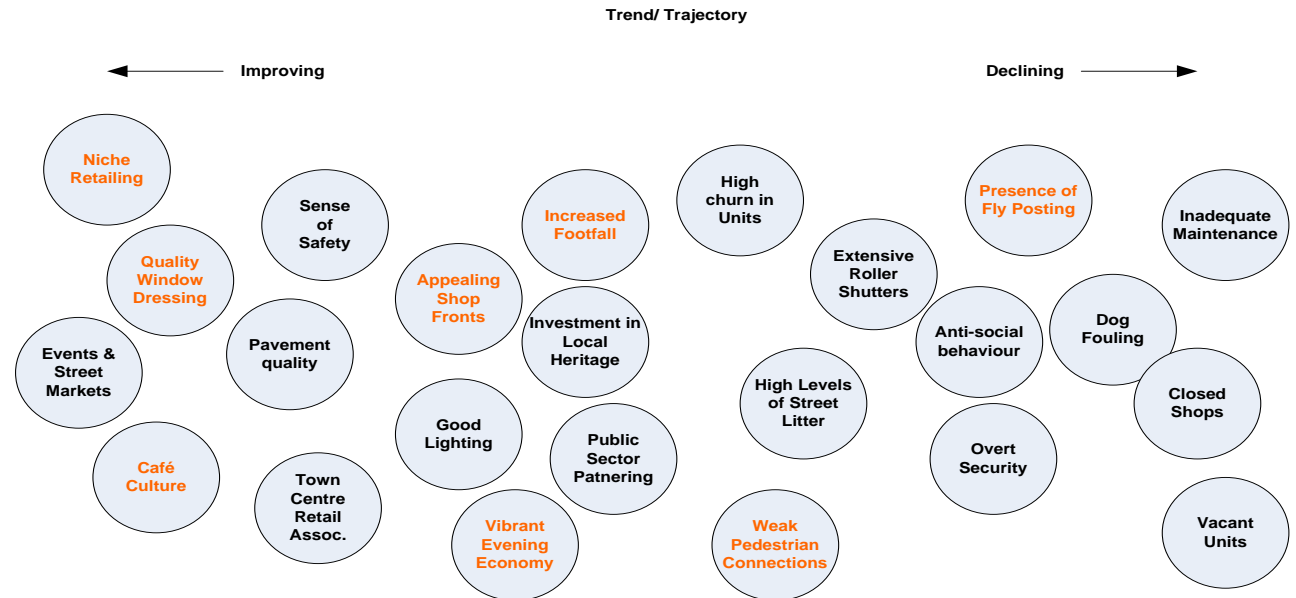 Trend/ Trajectory
Improving
Declining
Niche
Retailing
Sense
of
Safety
Increased
Footfall
High
churn in
Units
Presence of
Fly Posting
Inadequate
Maintenance
Quality
Window
Dressing
Appealing
Shop
Fronts
Extensive
Roller
Shutters
Events &
Street
Markets
Pavement
quality
Investment in
Local
Heritage
Anti-social
behaviour
Dog
Fouling
High Levels
of Street
Litter
Closed
Shops
Good
Lighting
Public
Sector
Patnering
Overt
Security
Café
Culture
Town
Centre
Retail
Assoc.
Vibrant
Evening
Economy
Weak
Pedestrian
Connections
Vacant
Units